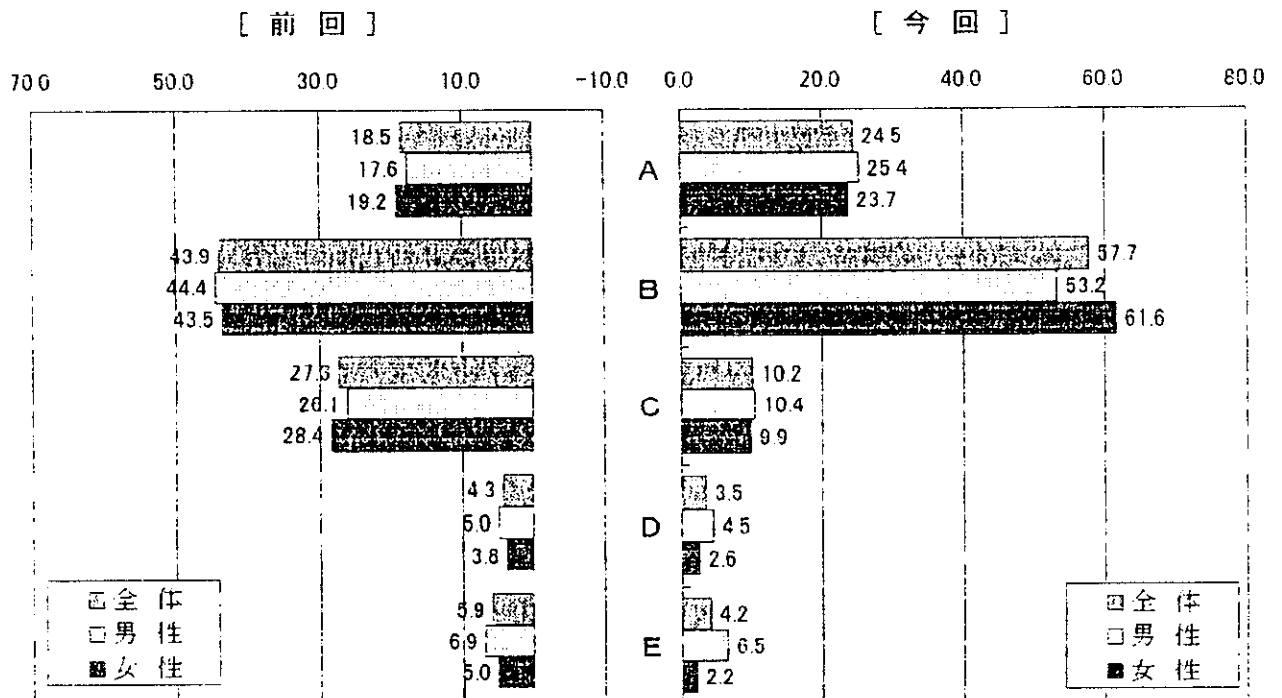 [ 前 回 ]
[ 今 回 ]
70.0 50.0 30.0 10.0 -10.0
0.0 20.0 40.0 60.0 80.0
18.5 A 24.5
17.6 25.4
19.2 23.7
43.9 B 57.7
44.4 53.2
43.5 61.6
C 10.2
26.1 10.4
28.4 9.9
4.3 D 3.5
5.0 4.5
3.8 2.6
5.9 E 4.2
6.9 6.5
5.0 2.2
全 体
男 性
女 性
全 体
男 性
女 性